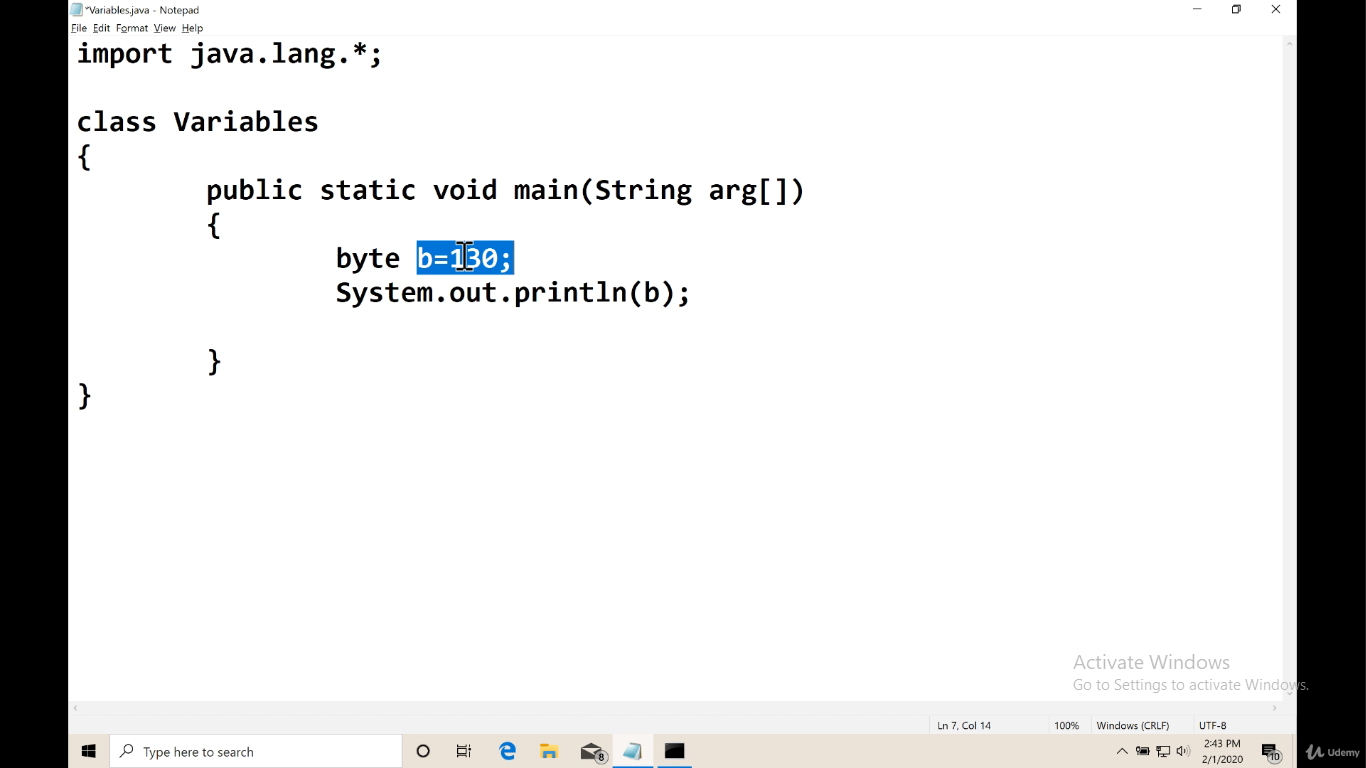 *Variables.java - Notepad
File Edit Format View Help
import java.lang.*;
class Variables
{
public static void main(String arg[])
{
byte b=130;
System.out.println(b);
}
}
Activate Windows
Go to Settings to activate Windows.
Ln 7, Col 14 100% Windows (CRLF) UTF-8
Type here to search
8
2:43 PM
2/1/2020
10
Udemy